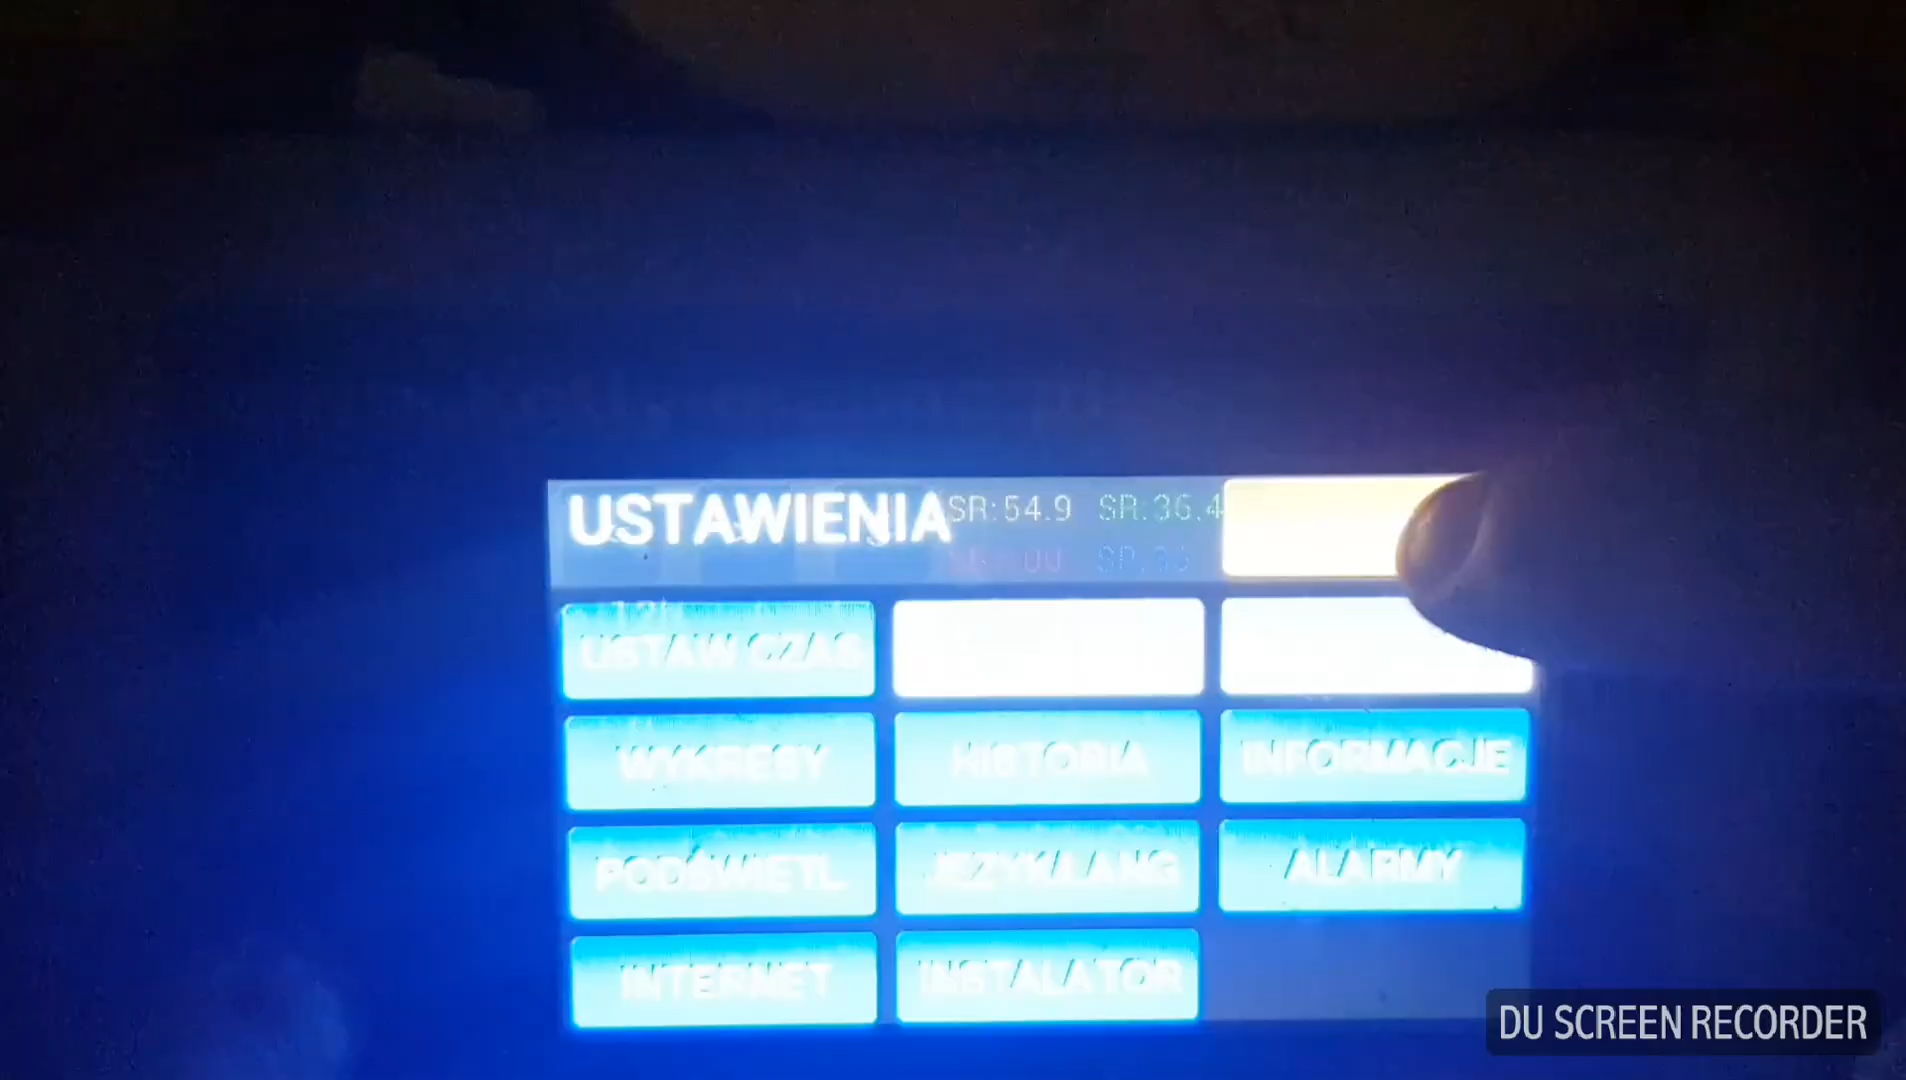 USTAWIENIA SR:54.9 SR:36.4
USTAW CZAS
WYKRESY HISTORIA INFORMACJE
PODŚWIETL JEZYK/LANG ALARMY
INTERNET INSTALATOR
DU SCREEN RECORDER